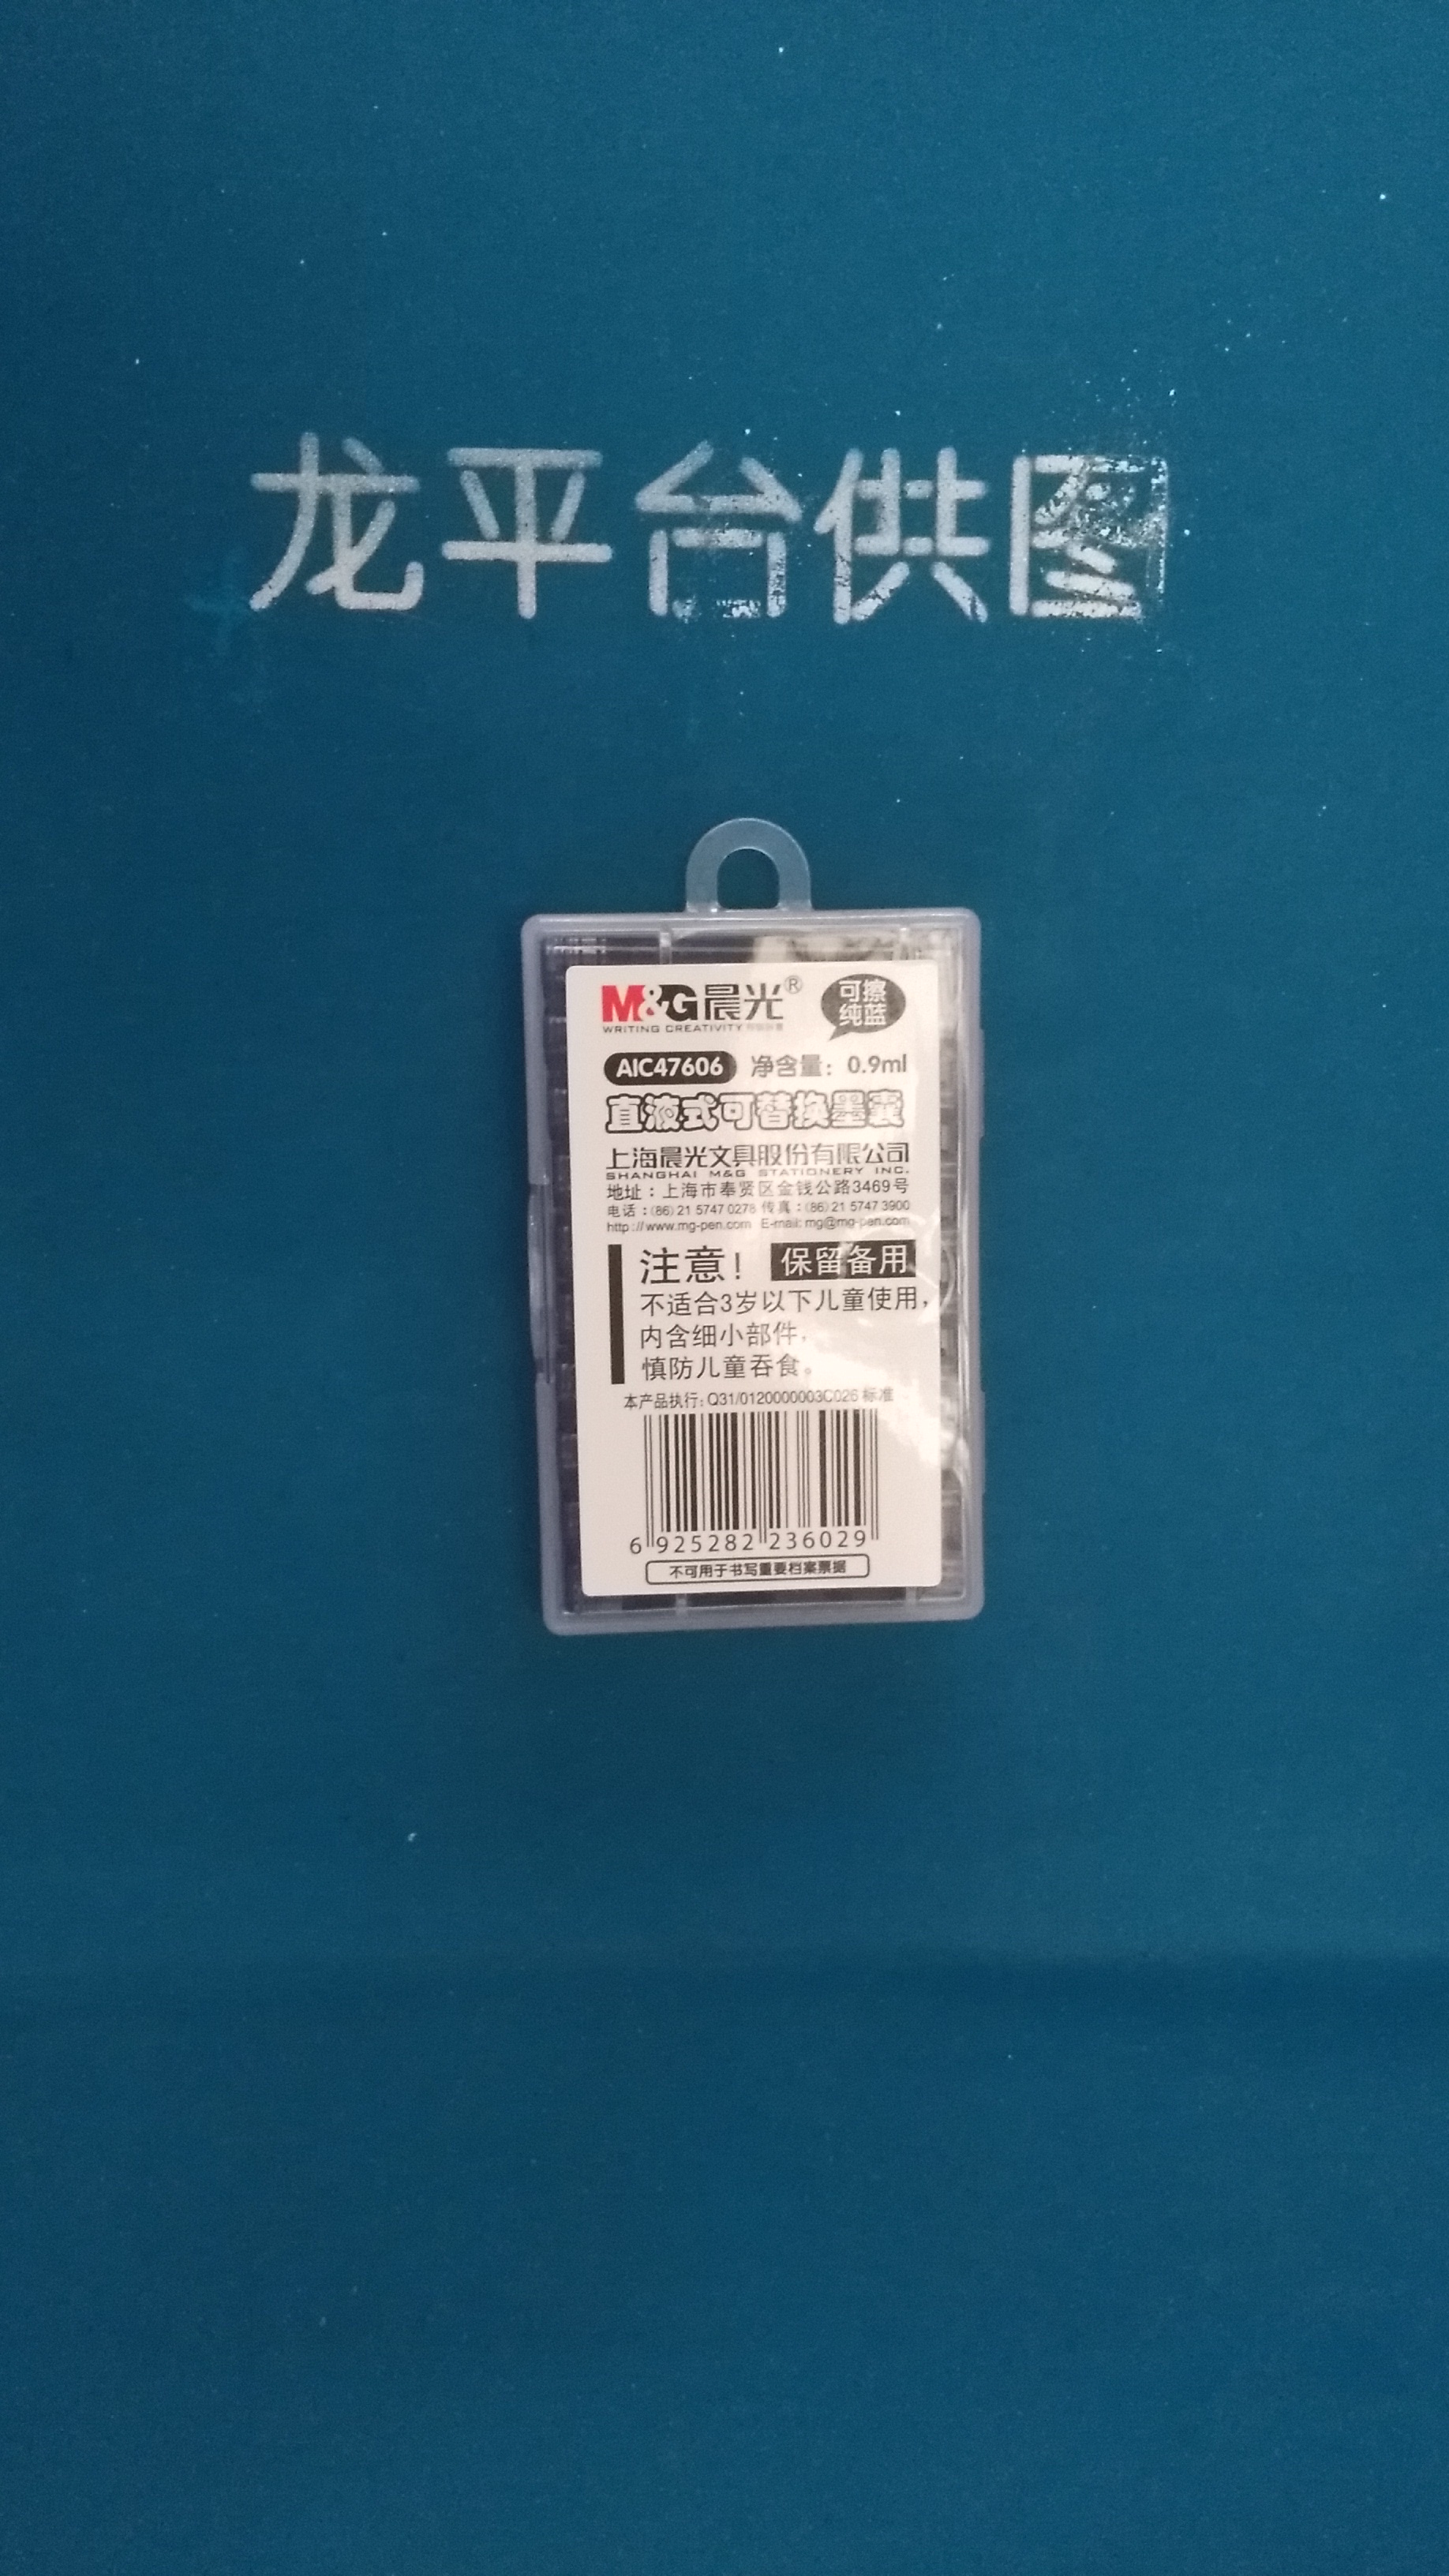 龙平台供图
M&G晨光®
可擦
纯蓝
WRITING CREATIVITY
AIC47606 净含量：0.9ml
直液式可替换墨囊
上海晨光文具股份有限公司
SHANGHAI M&G STATIONERY INC.
地址：上海市奉贤区金钱公路3469号
电话：(86) 21 5747 0278 传真：(86) 21 5747 3900
http://www.mg-pen.com E-mail: mg@mg-pen.com
注意！ 保留备用
不适合3岁以下儿童使用，
内含细小部件，
慎防儿童吞食。
本产品执行：Q31/0120000003C026 标准
6 925282 236029
不可用于书写重要档案票据